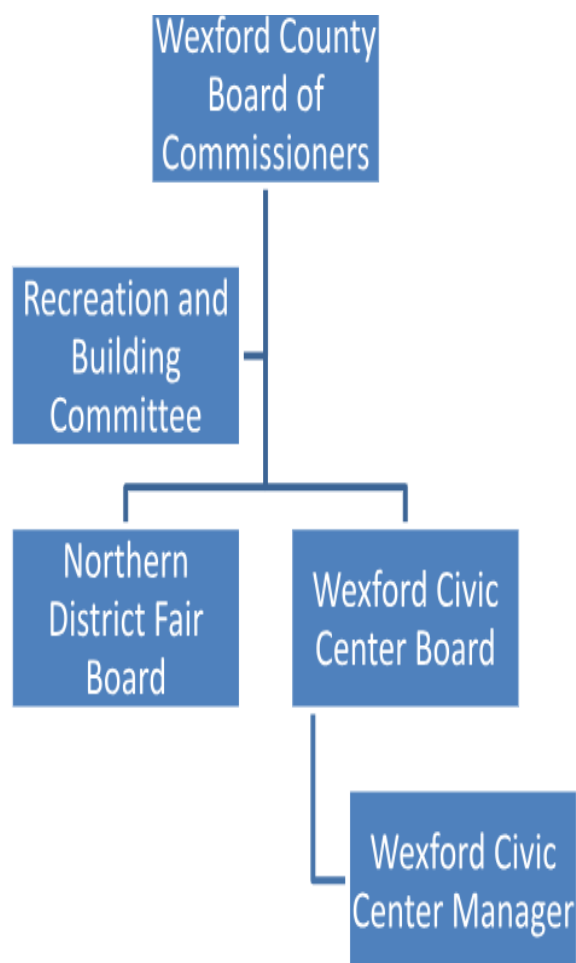 Wexford County
Board of
Commissioners
Recreation and
Building
Committee
Northern
District Fair
Board
Wexford Civic
Center Board
Wexford Civic
Center Manager